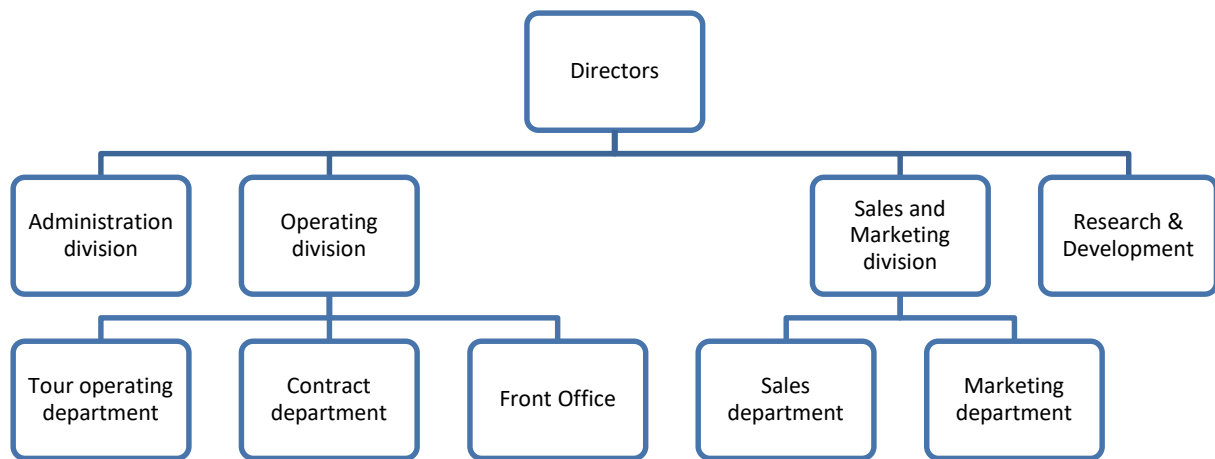 Directors
Administration
division
Operating
division
Sales and
Marketing
division
Research &
Development
Tour operating
department
Contract
department
Front Office
Sales
department
Marketing
department